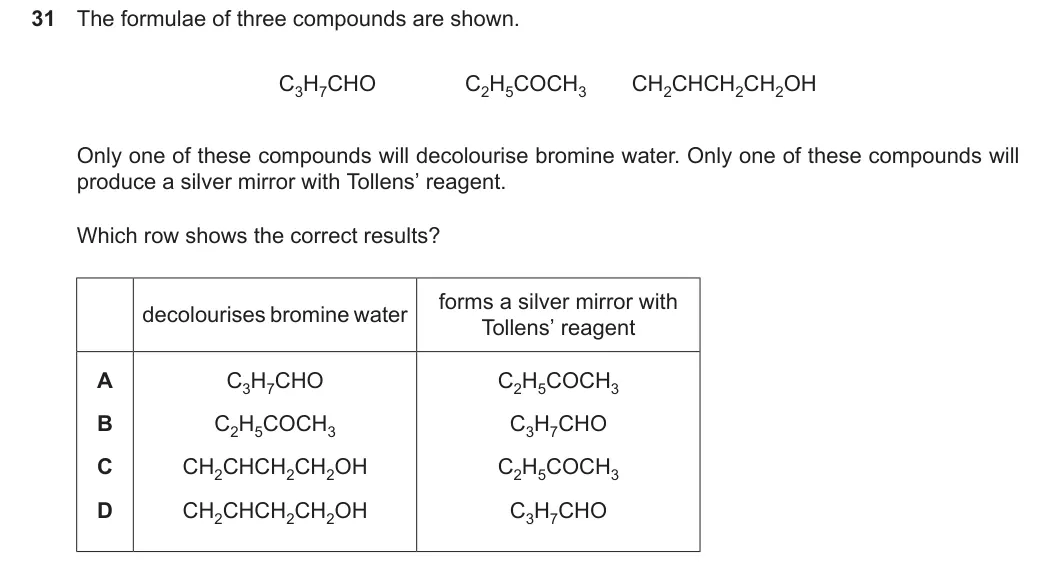 31 The formulae of three compounds are shown.
C₃H₇CHO C₂H₅COCH₃ CH₂CHCH₂CH₂OH
Only one of these compounds will decolourise bromine water. Only one of these compounds will
produce a silver mirror with Tollens’ reagent.
Which row shows the correct results?
decolourises bromine water forms a silver mirror with
Tollens’ reagent
A C₃H₇CHO C₂H₅COCH₃
B C₂H₅COCH₃ C₃H₇CHO
C CH₂CHCH₂CH₂OH C₂H₅COCH₃
D CH₂CHCH₂CH₂OH C₃H₇CHO